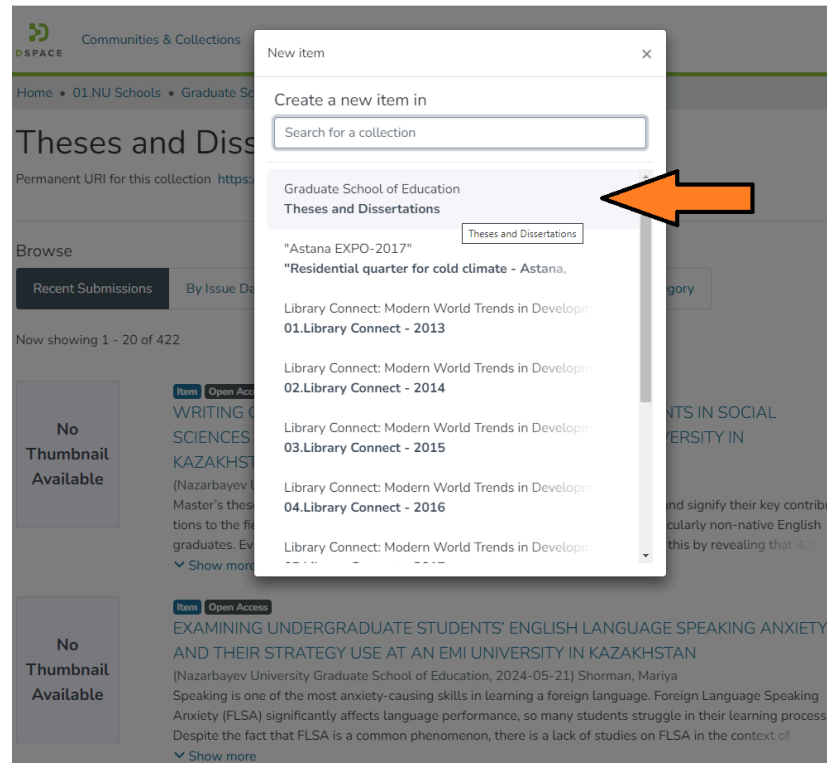 DSPACE
Communities & Collections
Home • 01.NU Schools • Graduate Sc
Theses and Diss
Permanent URI for this collection https:/
Browse
Recent Submissions
By Issue Da
gory
Now showing 1 - 20 of 422
New item
×
Create a new item in
Search for a collection
Graduate School of Education
Theses and Dissertations
Theses and Dissertations
"Astana EXPO-2017"
"Residential quarter for cold climate - Astana,
Library Connect: Modern World Trends in Developm
01.Library Connect - 2013
Library Connect: Modern World Trends in Developm
02.Library Connect - 2014
Library Connect: Modern World Trends in Developm
03.Library Connect - 2015
Library Connect: Modern World Trends in Developm
04.Library Connect - 2016
Library Connect: Modern World Trends in Developm
No
Thumbnail
Available
Item Open Acc
WRITING
NTS IN SOCIAL
SCIENCES
VERSITY IN
KAZAKHST
(Nazarbayev
Master's thes
nd signify their key contribu
tions to the fie
cularly non-native English
graduates. Ev
this by revealing that
Show more
No
Thumbnail
Available
Item Open Access
EXAMINING UNDERGRADUATE STUDENTS' ENGLISH LANGUAGE SPEAKING ANXIETY
AND THEIR STRATEGY USE AT AN EMI UNIVERSITY IN KAZAKHSTAN
(Nazarbayev University Graduate School of Education, 2024-05-21) Shorman, Mariya
Speaking is one of the most anxiety-causing skills in learning a foreign language. Foreign Language Speaking
Anxiety (FLSA) significantly affects language performance, so many students struggle in their learning process
Despite the fact that FLSA is a common phenomenon, there is a lack of studies on FLSA in the context of
Show more